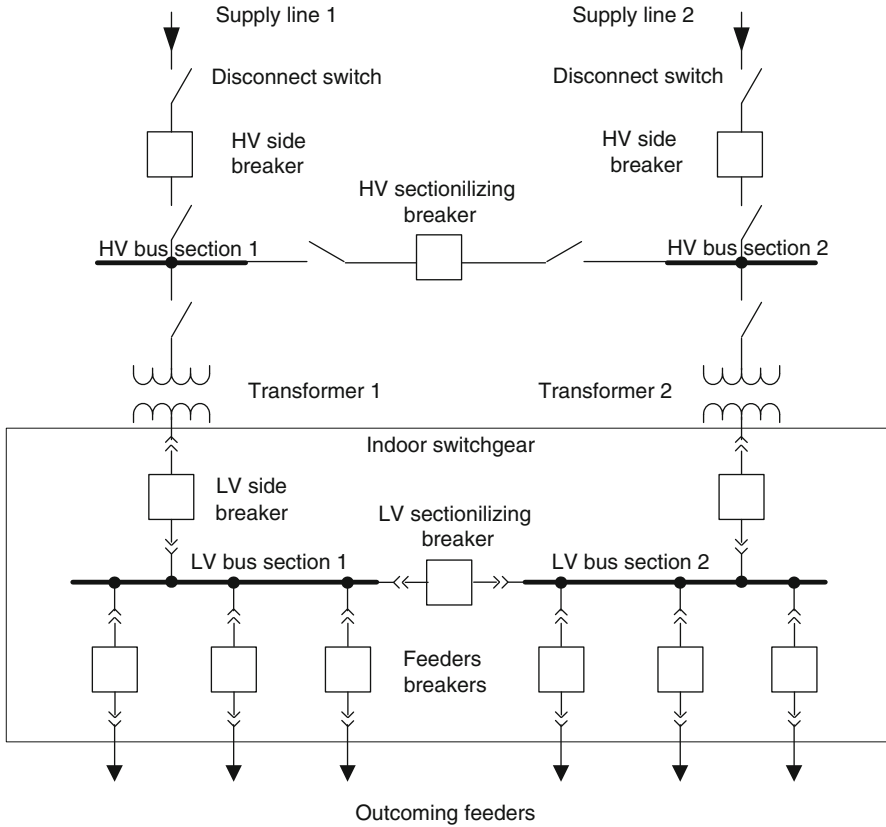 Supply line 1
Supply line 2
Disconnect switch
Disconnect switch
HV side
breaker
HV side
breaker
HV sectionilizing
breaker
HV bus section 1
HV bus section 2
Transformer 1
Transformer 2
Indoor switchgear
LV side
breaker
LV sectionilizing
breaker
LV bus section 1
LV bus section 2
Feeders
breakers
Outcoming feeders